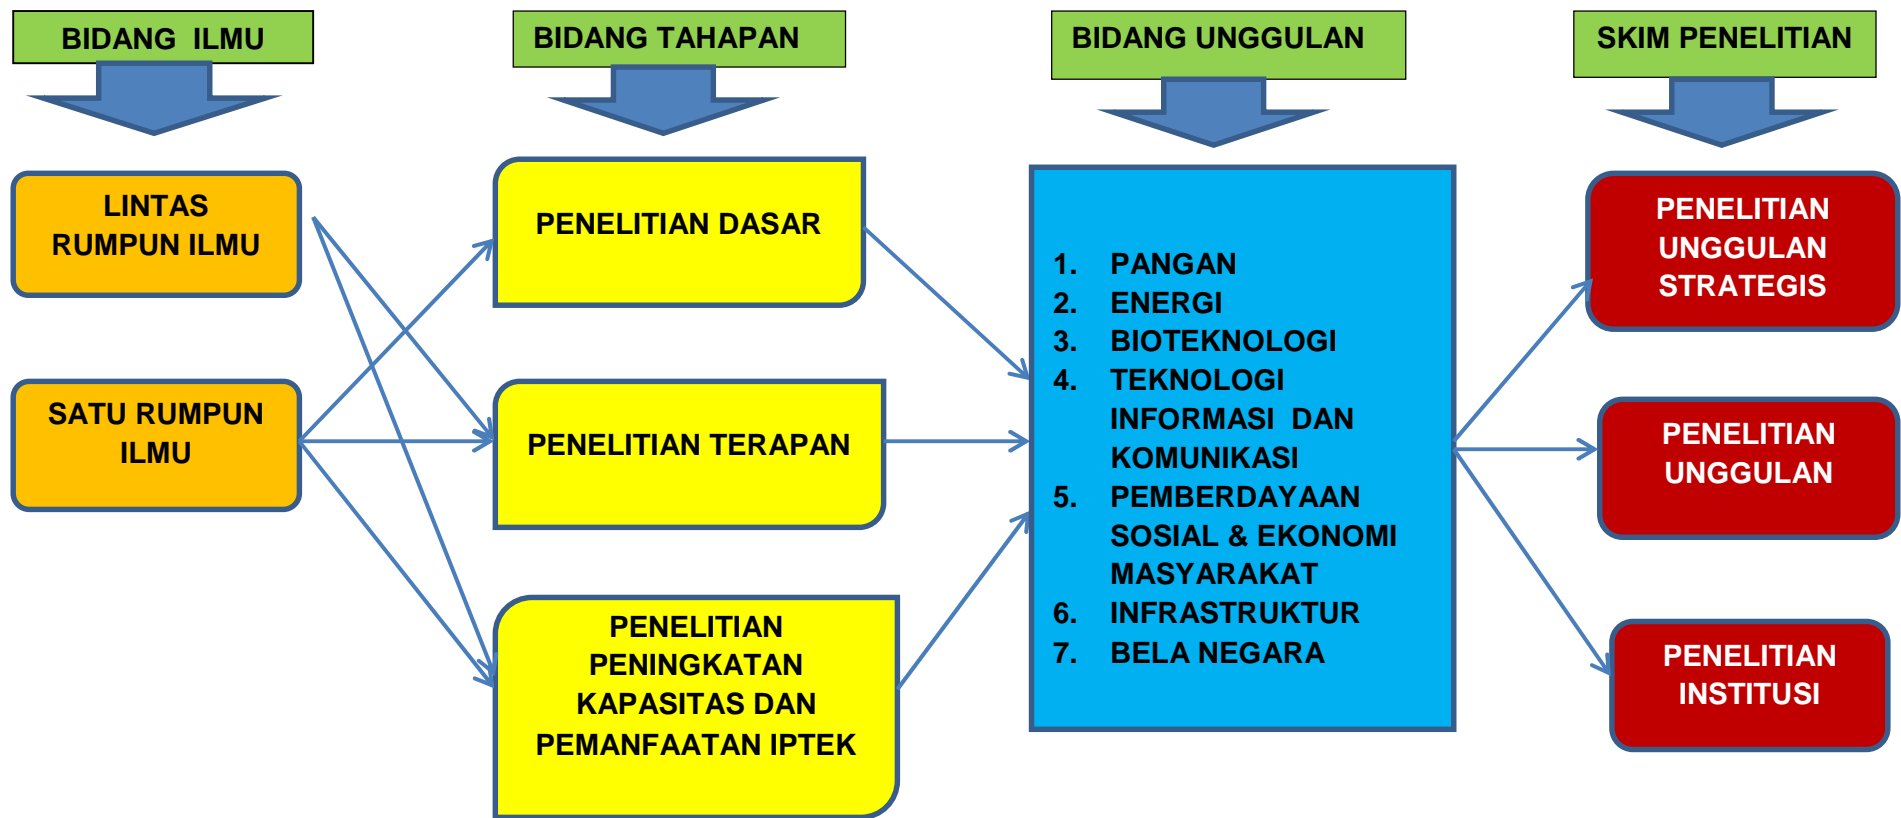 BIDANG ILMU
BIDANG TAHAPAN
BIDANG UNGGULAN
SKIM PENELITIAN
LINTAS
RUMPUN ILMU
SATU RUMPUN
ILMU
PENELITIAN DASAR
PENELITIAN TERAPAN
PENELITIAN
PENINGKATAN
KAPASITAS DAN
PEMANFAATAN IPTEK
1. PANGAN
2. ENERGI
3. BIOTEKNOLOGI
4. TEKNOLOGI
INFORMASI DAN
KOMUNIKASI
5. PEMBERDAYAAN
SOSIAL & EKONOMI
MASYARAKAT
6. INFRASTRUKTUR
7. BELA NEGARA
PENELITIAN
UNGGULAN
STRATEGIS
PENELITIAN
UNGGULAN
PENELITIAN
INSTITUSI